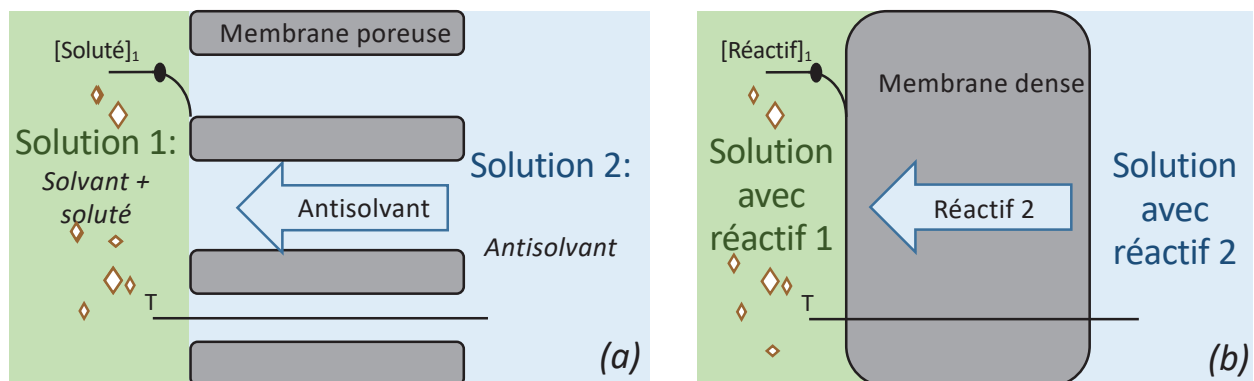 Membrane poreuse
[Soluté]₁
Solution 1:
Solvant +
soluté
Antisolvant
Solution 2:
Antisolvant
T
(a)
[Réactif]₁
Membrane dense
Solution
avec
réactif 1
Réactif 2
Solution
avec
réactif 2
T
(b)